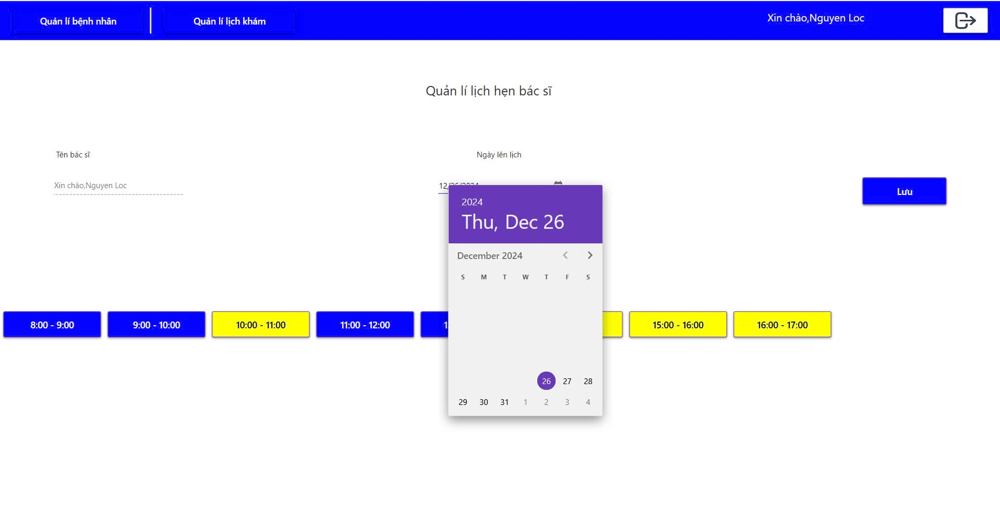 Quản lí bệnh nhân
Quản lí lịch khám
Xin chào,Nguyen Loc
Quản lí lịch hẹn bác sĩ
Tên bác sĩ
Ngày lên lịch
Xin chào,Nguyen Loc
12/26/2024
Lưu
2024
Thu, Dec 26
December 2024
S M T W T F S
8:00 - 9:00
9:00 - 10:00
10:00 - 11:00
11:00 - 12:00
15:00 - 16:00
16:00 - 17:00
26 27 28
29 30 31 1 2 3 4